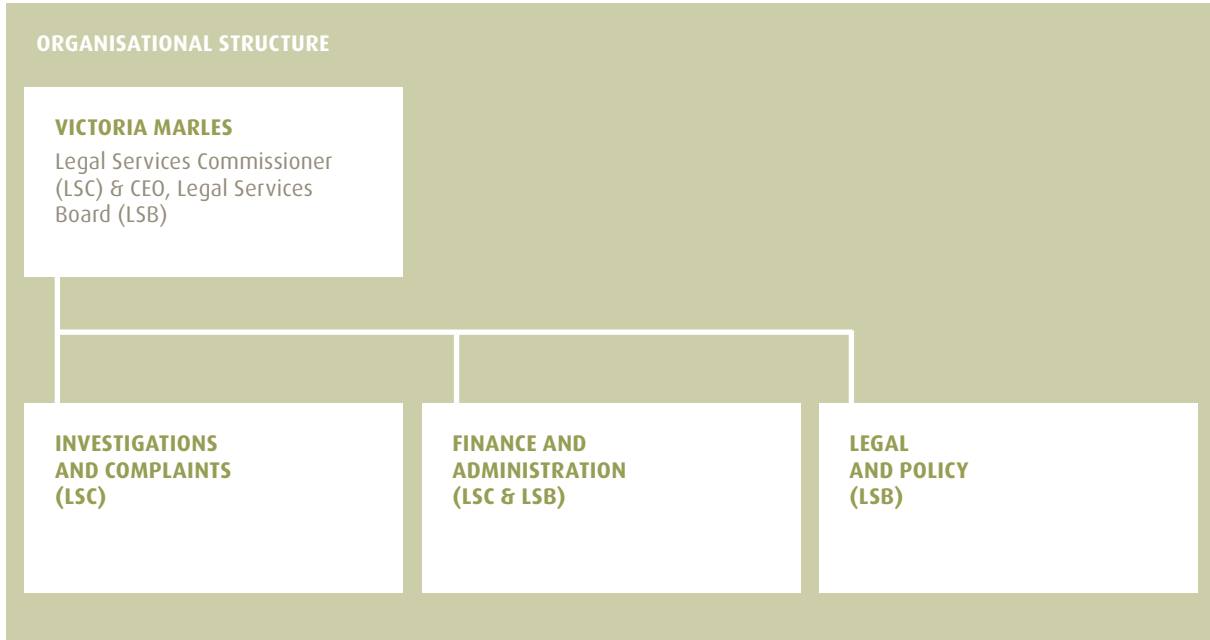 ORGANISATIONAL STRUCTURE
VICTORIA MARLES
Legal Services Commissioner
(LSC) & CEO, Legal Services
Board (LSB)
INVESTIGATIONS
AND COMPLAINTS
(LSC)
FINANCE AND
ADMINISTRATION
(LSC & LSB)
LEGAL
AND POLICY
(LSB)